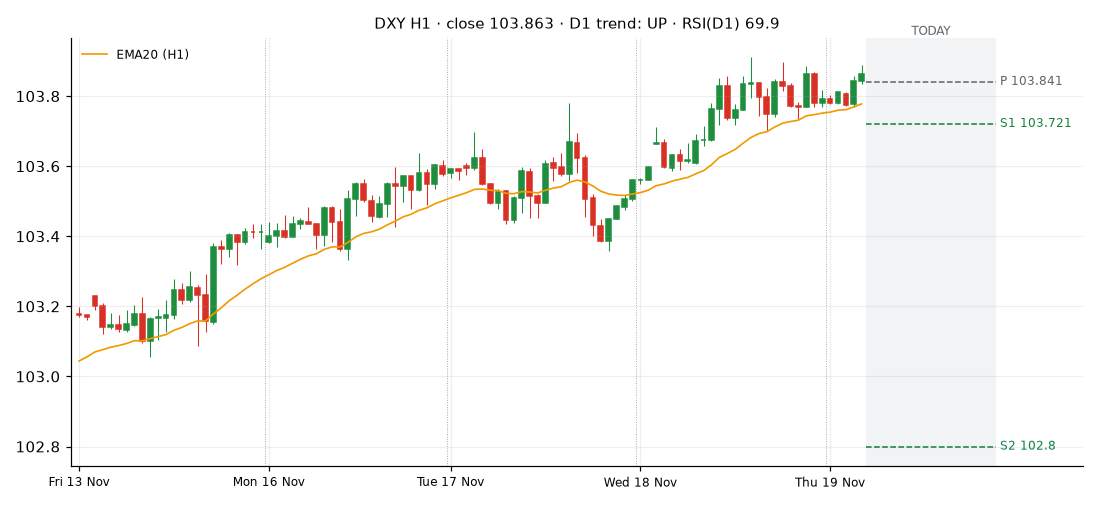 DXY H1 · close 103.863 · D1 trend: UP · RSI(D1) 69.9
TODAY
EMA20 (H1)
103.8
103.6
103.4
103.2
103.0
102.8
P 103.841
S1 103.721
S2 102.8
Fri 13 Nov
Mon 16 Nov
Tue 17 Nov
Wed 18 Nov
Thu 19 Nov